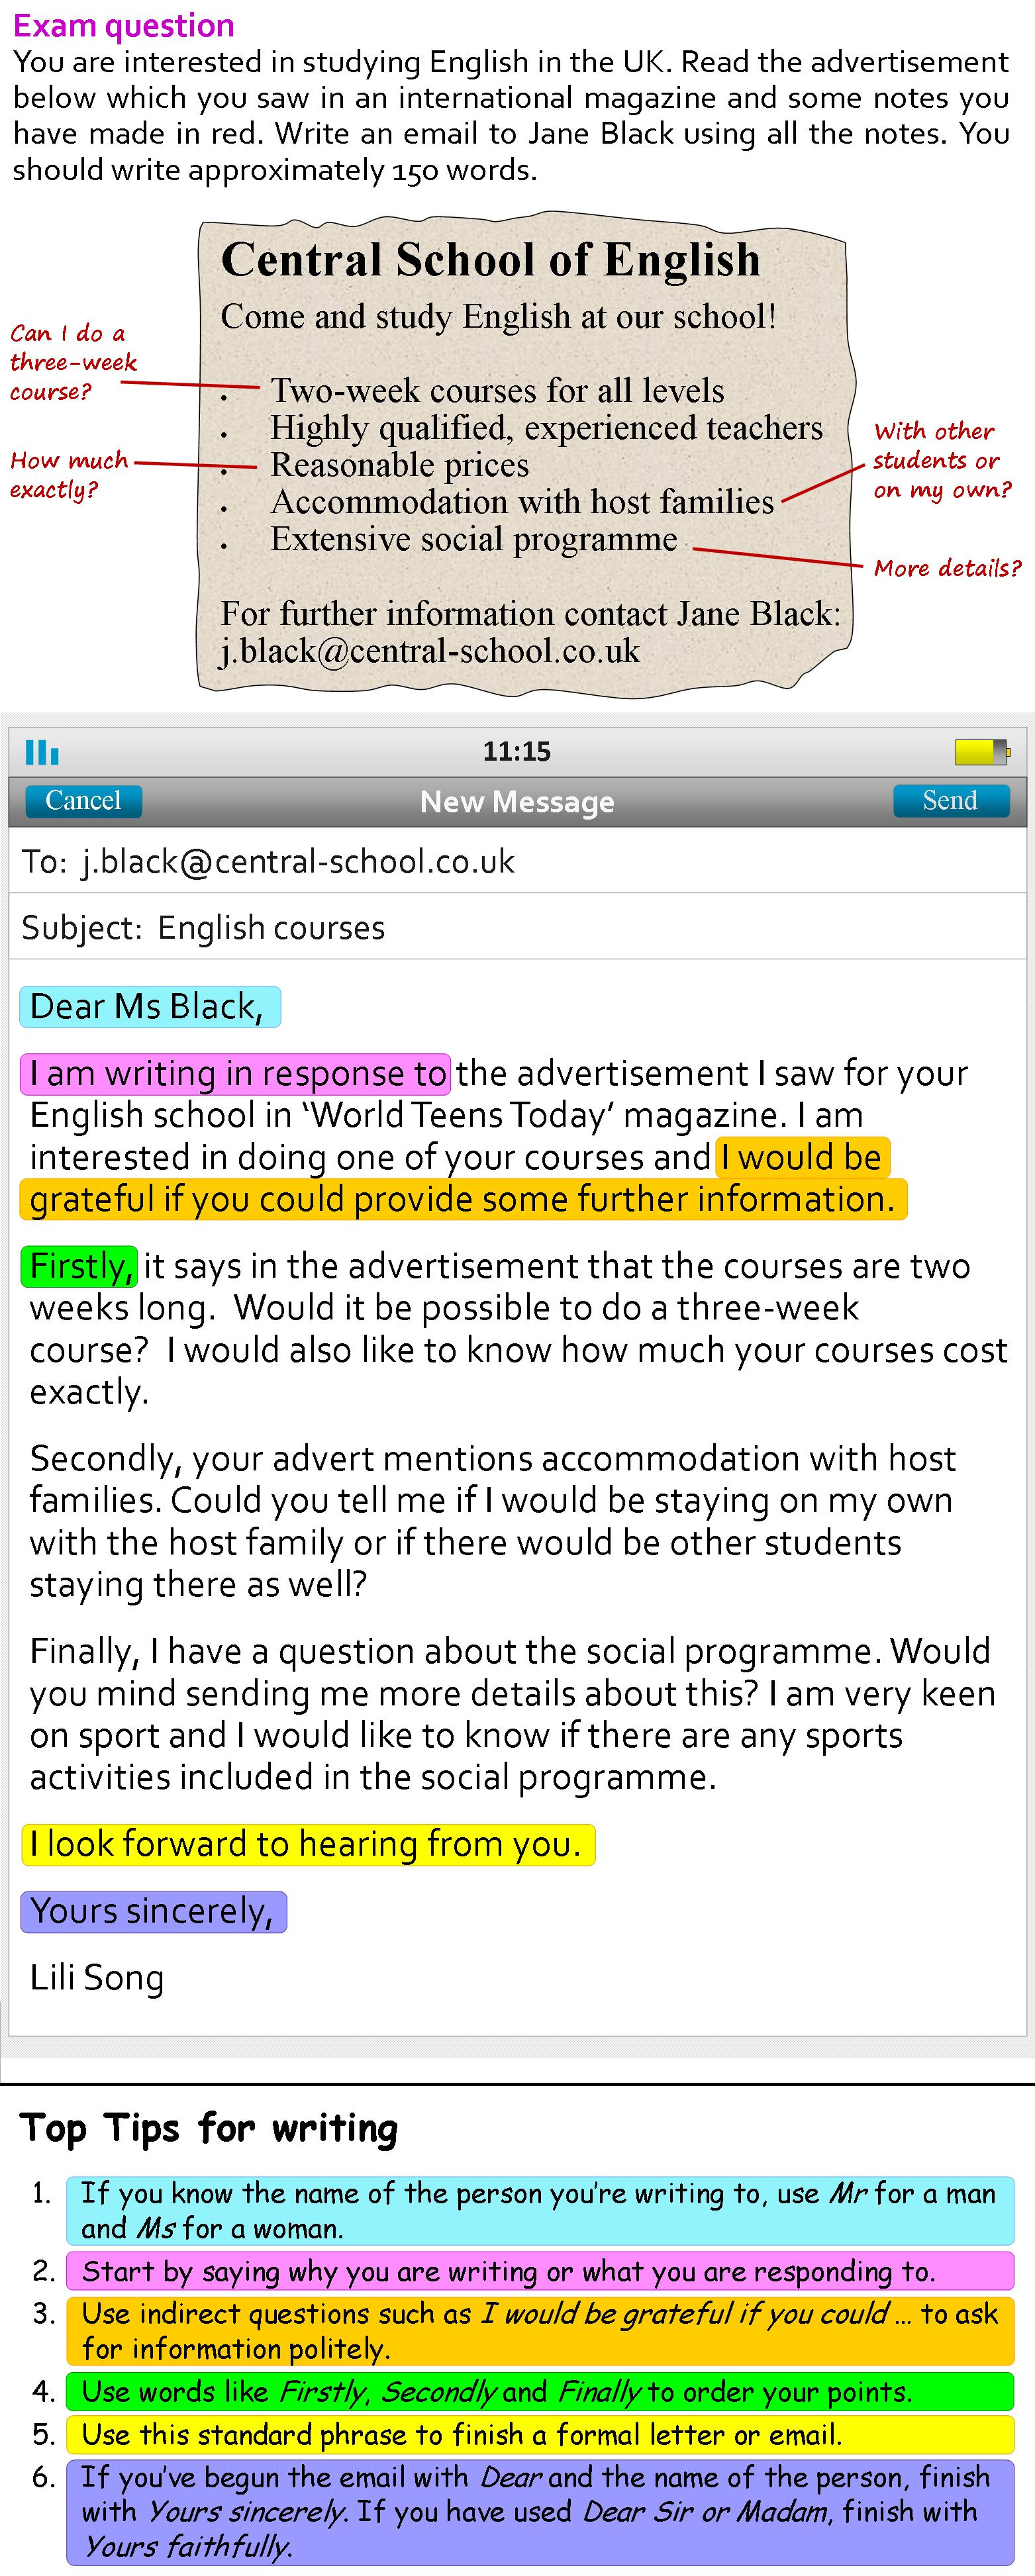 Exam question
You are interested in studying English in the UK. Read the advertisement
below which you saw in an international magazine and some notes you
have made in red. Write an email to Jane Black using all the notes. You
should write approximately 150 words.
Central School of English
Come and study English at our school!
Can I do a
three-week
course?
• Two-week courses for all levels
• Highly qualified, experienced teachers
How much
exactly?
• Reasonable prices
• Accommodation with host families
With other
students or
on my own?
• Extensive social programme
More details?
For further information contact Jane Black:
j.black@central-school.co.uk
11:15
Cancel
New Message
Send
To: j.black@central-school.co.uk
Subject: English courses
Dear Ms Black,
I am writing in response to the advertisement I saw for your
English school in ‘World Teens Today’ magazine. I am
interested in doing one of your courses and I would be
grateful if you could provide some further information.
Firstly, it says in the advertisement that the courses are two
weeks long. Would it be possible to do a three-week
course? I would also like to know how much your courses cost
exactly.
Secondly, your advert mentions accommodation with host
families. Could you tell me if I would be staying on my own
with the host family or if there would be other students
staying there as well?
Finally, I have a question about the social programme. Would
you mind sending me more details about this? I am very keen
on sport and I would like to know if there are any sports
activities included in the social programme.
I look forward to hearing from you.
Yours sincerely,
Lili Song
Top Tips for writing
1. If you know the name of the person you're writing to, use Mr for a man
and Ms for a woman.
2. Start by saying why you are writing or what you are responding to.
3. Use indirect questions such as I would be grateful if you could ... to ask
for information politely.
4. Use words like Firstly, Secondly and Finally to order your points.
5. Use this standard phrase to finish a formal letter or email.
6. If you've begun the email with Dear and the name of the person, finish
with Yours sincerely. If you have used Dear Sir or Madam, finish with
Yours faithfully.